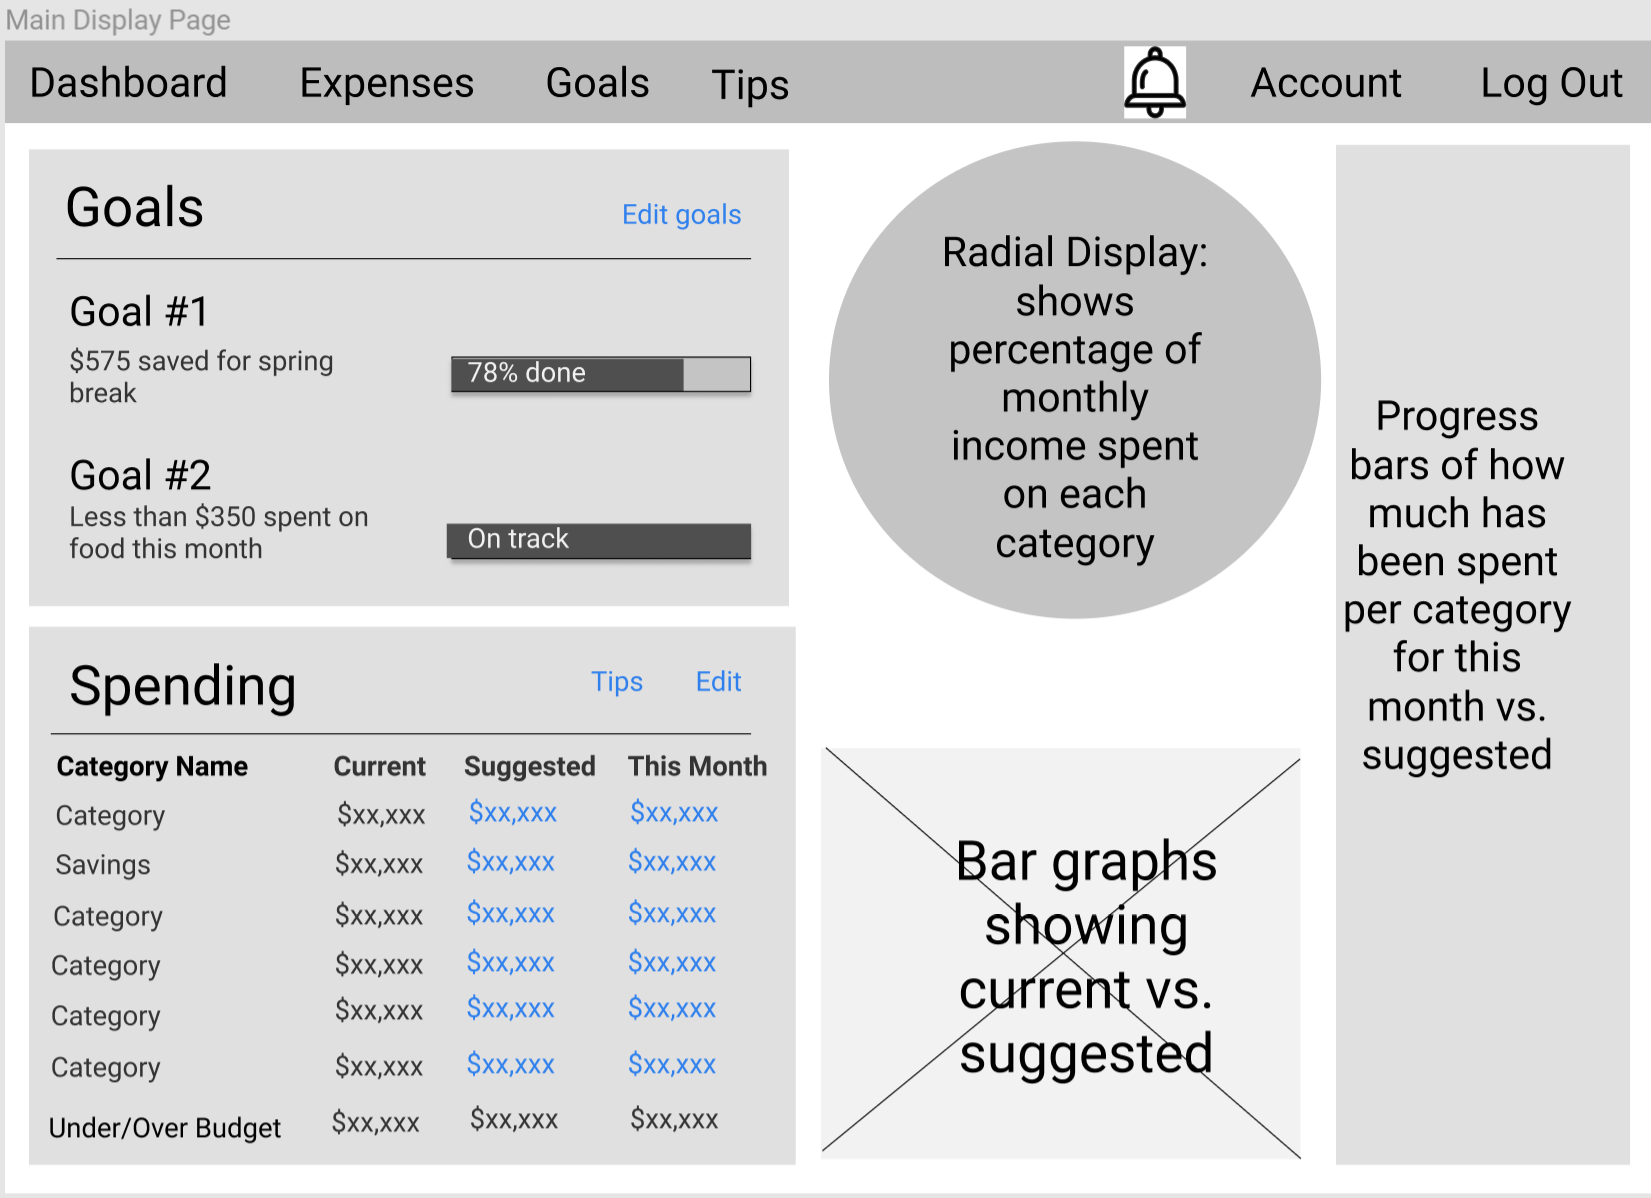 Main Display Page
Dashboard Expenses Goals Tips Account Log Out
Goals Edit goals
Goal #1
$575 saved for spring
break
78% done
Goal #2
Less than $350 spent on
food this month
On track
Spending Tips Edit
Category Name Current Suggested This Month
Category $xx,xxx $xx,xxx $xx,xxx
Savings $xx,xxx $xx,xxx $xx,xxx
Category $xx,xxx $xx,xxx $xx,xxx
Category $xx,xxx $xx,xxx $xx,xxx
Category $xx,xxx $xx,xxx $xx,xxx
Category $xx,xxx $xx,xxx $xx,xxx
Under/Over Budget $xx,xxx $xx,xxx $xx,xxx
Radial Display:
shows
percentage of
monthly
income spent
on each
category
Bar graphs
showing
current vs.
suggested
Progress
bars of how
much has
been spent
per category
for this
month vs.
suggested